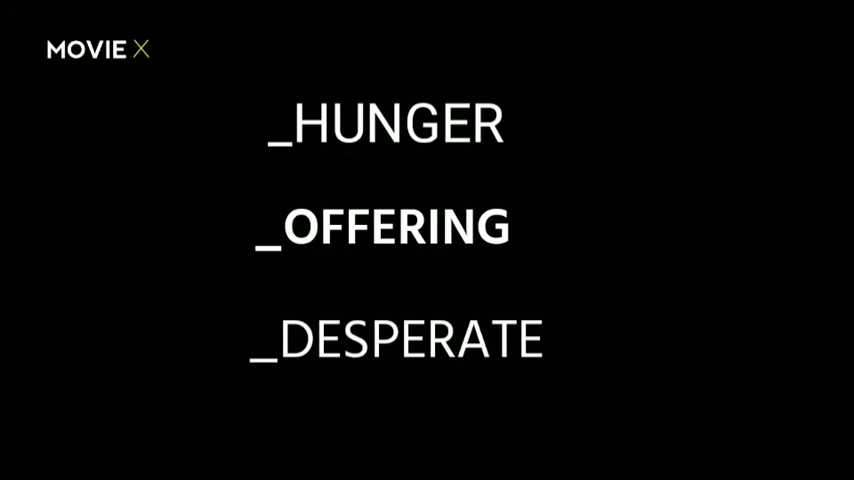 MOVIE X
_HUNGER
_OFFERING
_DESPERATE